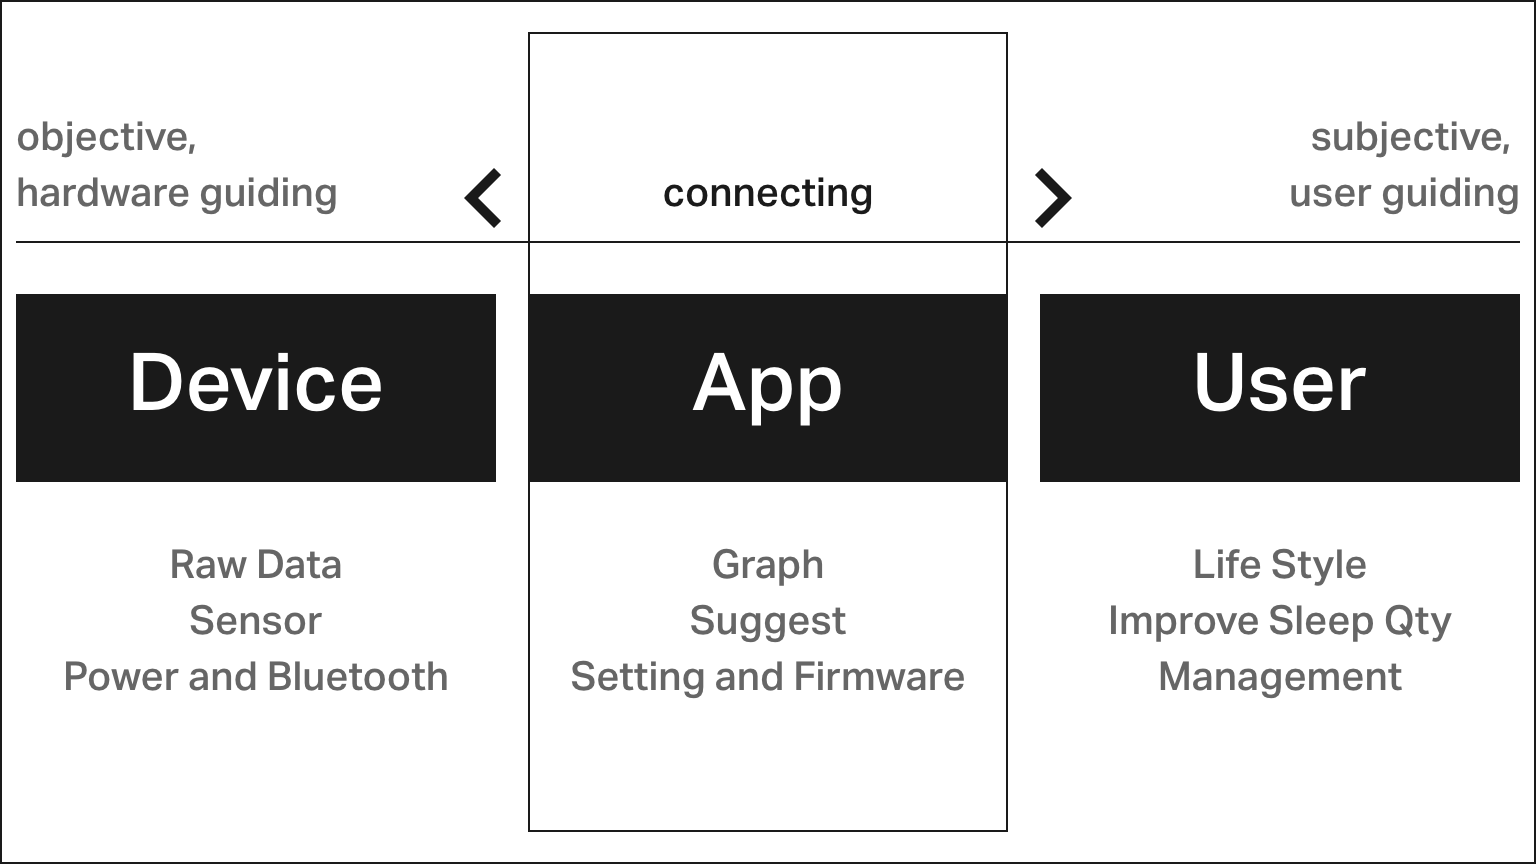 objective,
hardware guiding
connecting
subjective,
user guiding
Device
App
User
Raw Data
Sensor
Power and Bluetooth
Graph
Suggest
Setting and Firmware
Life Style
Improve Sleep Qty
Management